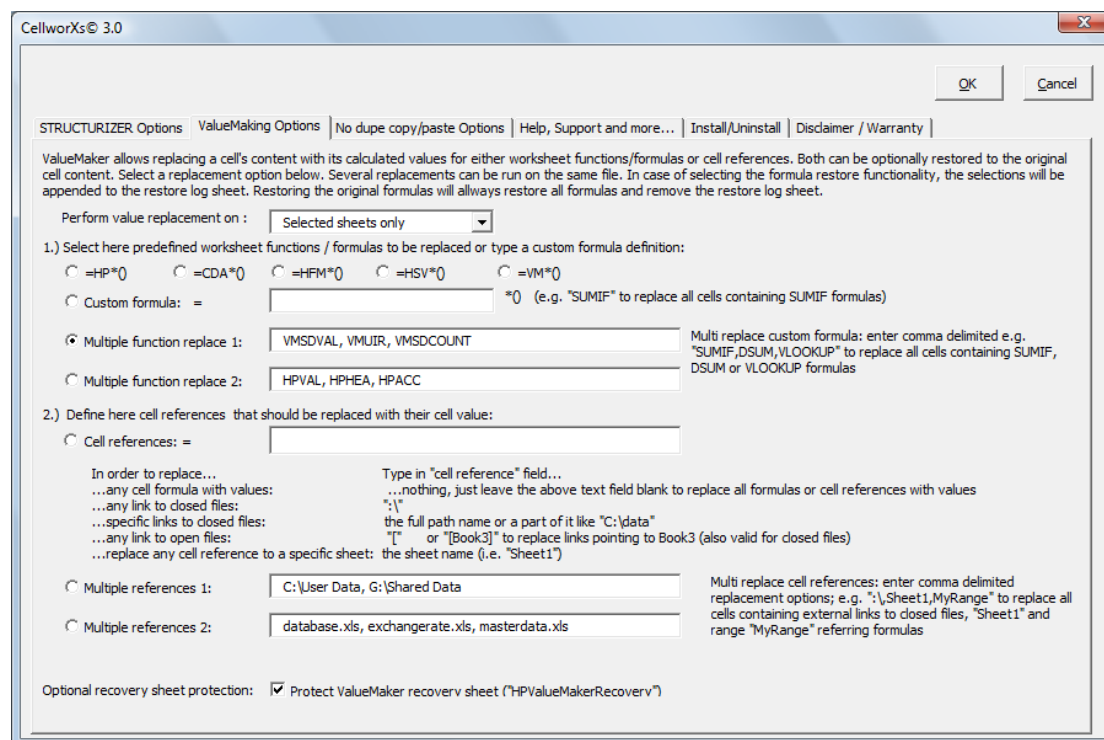 CellworXs© 3.0
OK
Cancel
STRUCTURIZER Options
ValueMaking Options
No dupe copy/paste Options
Help, Support and more...
Install/Uninstall
Disclaimer / Warranty
ValueMaker allows replacing a cell's content with its calculated values for either worksheet functions/formulas or cell references. Both can be optionally restored to the original
cell content. Select a replacement option below. Several replacements can be run on the same file. In case of selecting the formula restore functionality, the selections will be
appended to the restore log sheet. Restoring the original formulas will allways restore all formulas and remove the restore log sheet.
Perform value replacement on :
Selected sheets only
1.) Select here predefined worksheet functions / formulas to be replaced or type a custom formula definition:
=HP*()
=CDA*()
=HFM*()
=HSV*()
=VM*()
Custom formula: =
*() (e.g. "SUMIF" to replace all cells containing SUMIF formulas)
Multiple function replace 1:
VMSDVAL, VMUIR, VMSDCOUNT
Multi replace custom formula: enter comma delimited e.g.
"SUMIF,DSUM,VLOOKUP" to replace all cells containing SUMIF,
DSUM or VLOOKUP formulas
Multiple function replace 2:
HPVAL, HPHEA, HPACC
2.) Define here cell references that should be replaced with their cell value:
Cell references: =
In order to replace...
Type in "cell reference" field...
...any cell formula with values:
...nothing, just leave the above text field blank to replace all formulas or cell references with values
...any link to closed files:
":\"
...specific links to closed files:
the full path name or a part of it like "C:\data"
...any link to open files:
"[" or "[Book3]" to replace links pointing to Book3 (also valid for closed files)
...replace any cell reference to a specific sheet: the sheet name (i.e. "Sheet1")
Multiple references 1:
C:\User Data, G:\Shared Data
Multi replace cell references: enter comma delimited
replacement options; e.g. ":\,Sheet1,MyRange" to replace all
cells containing external links to closed files, "Sheet1" and
range "MyRange" referring formulas
Multiple references 2:
database.xls, exchangerate.xls, masterdata.xls
Optional recovery sheet protection:
Protect ValueMaker recovery sheet ("HPValueMakerRecovery")